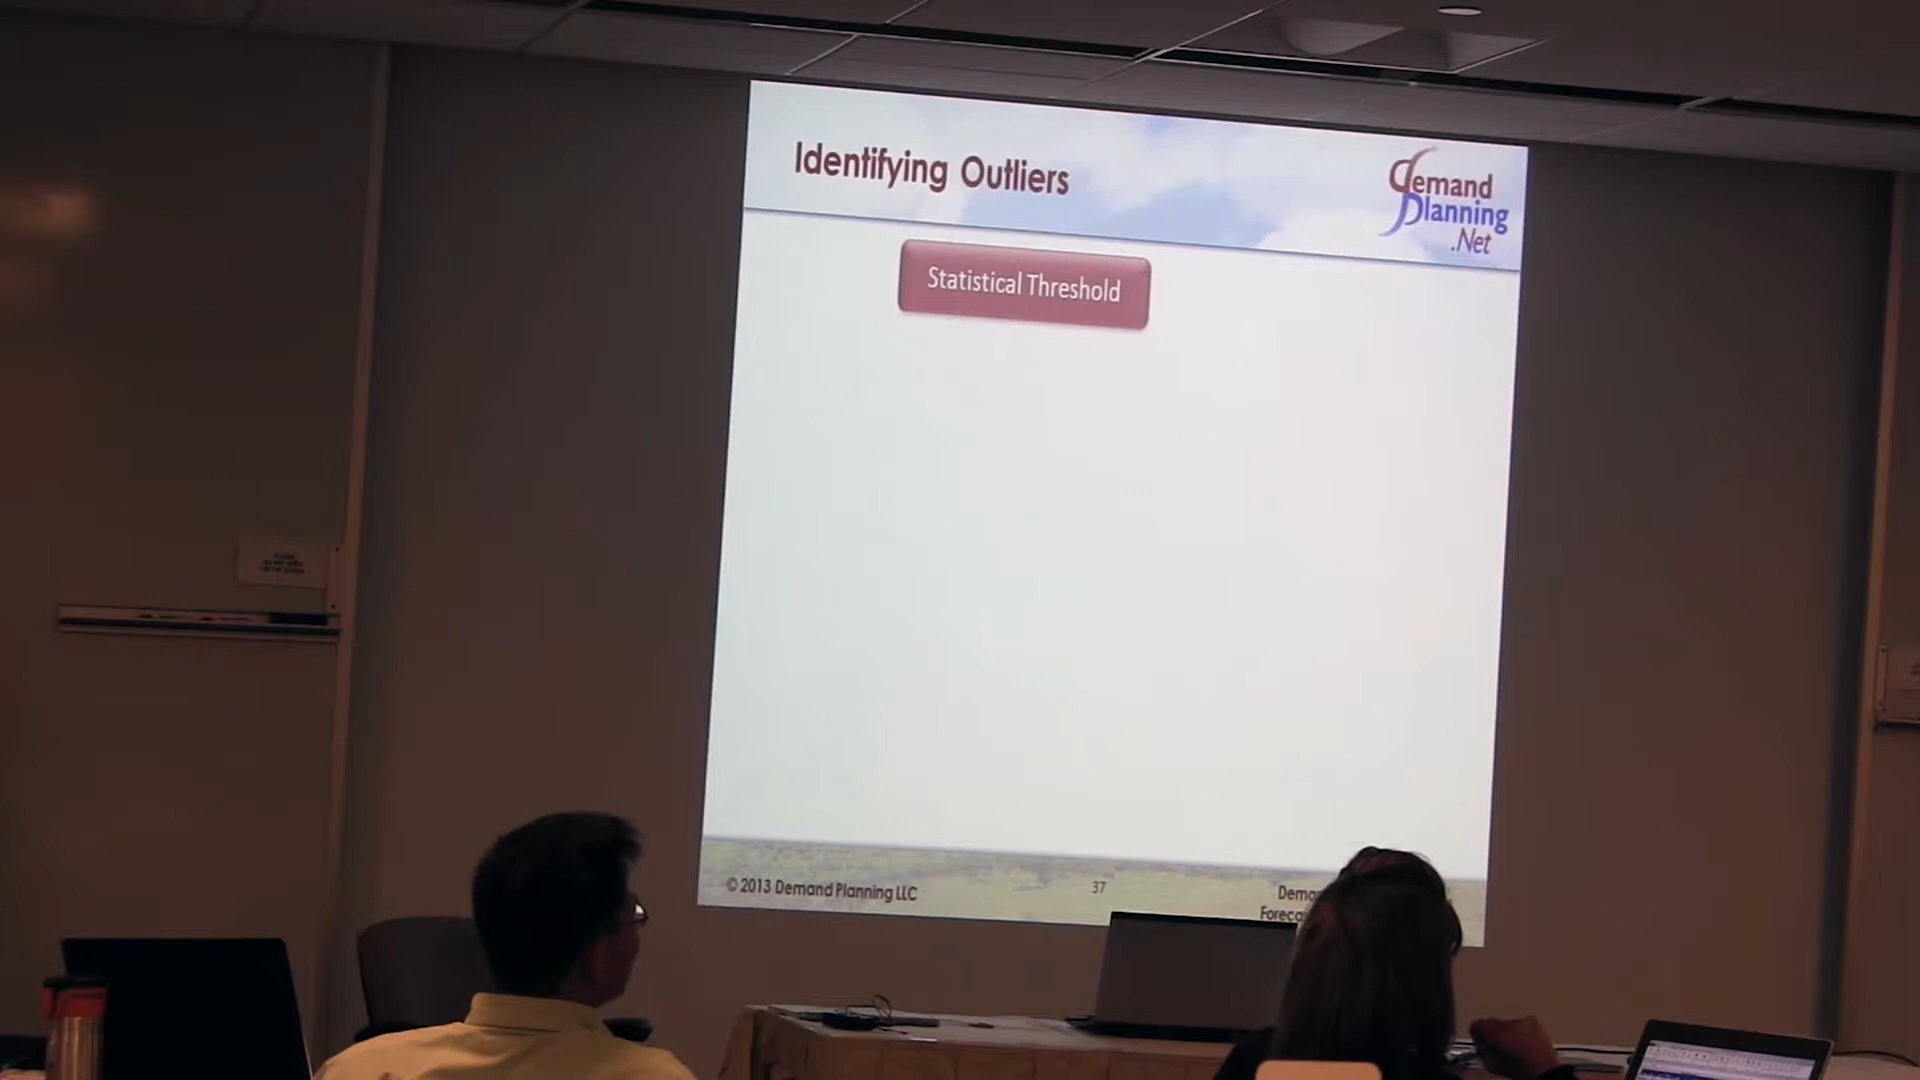 Identifying Outliers
Demand
Planning
.Net
Statistical Threshold
© 2013 Demand Planning LLC
37